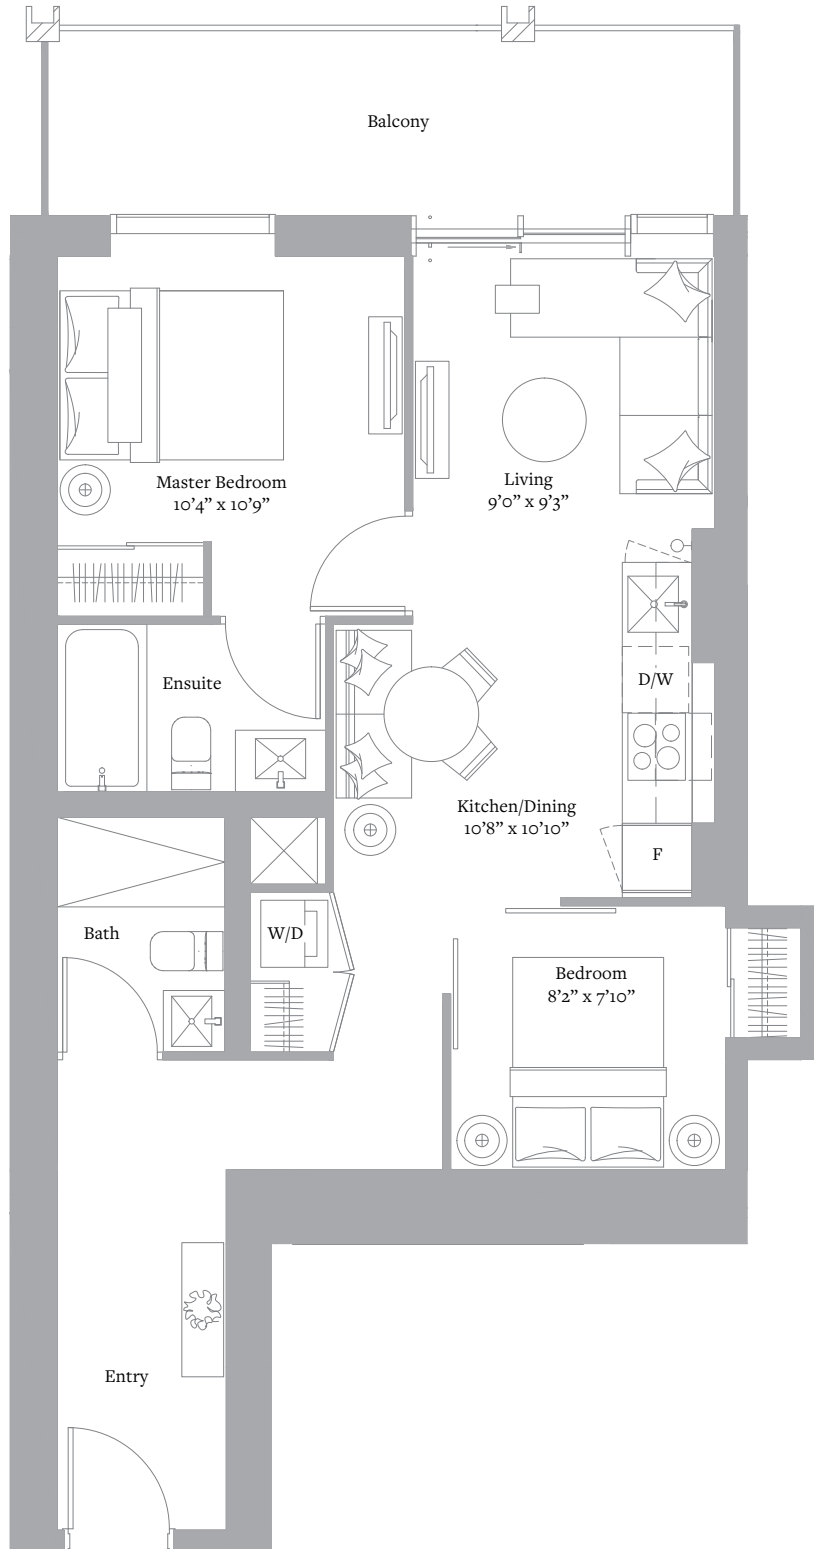 Balcony
Master Bedroom
10’4” x 10’9”
Living
9’0” x 9’3”
Ensuite
D/W
Kitchen/Dining
10’8” x 10’10”
F
Bath
W/D
Bedroom
8’2” x 7’10”
Entry